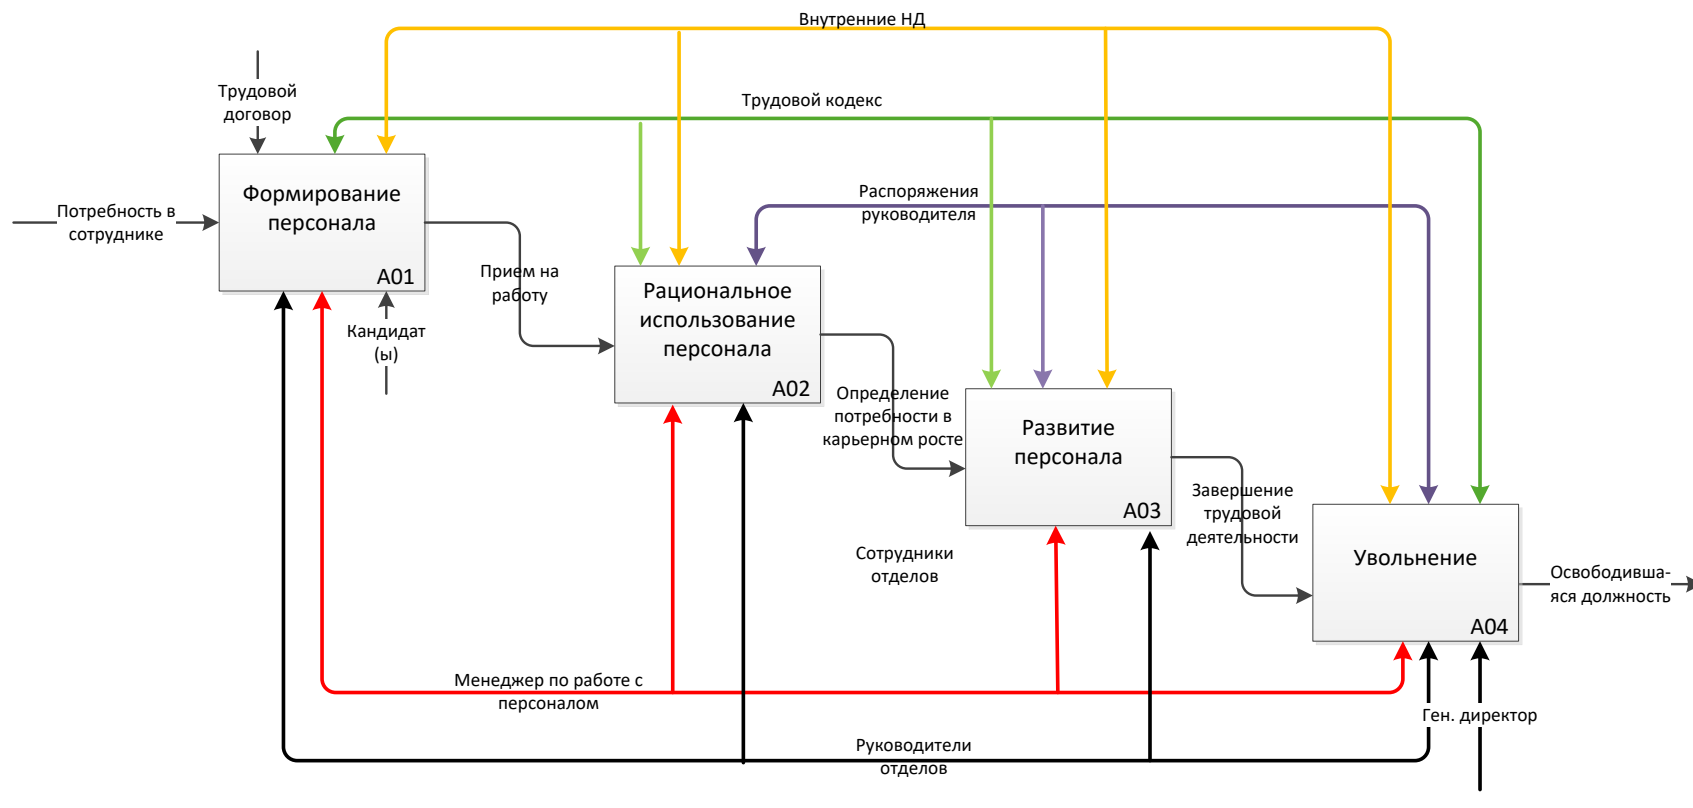 Внутренние НД
Трудовой
договор
Трудовой кодекс
Формирование
персонала
A01
Распоряжения
руководителя
Потребность в
сотруднике
Прием на
работу
Рациональное
использование
персонала
A02
Кандидат
(ы)
Определение
потребности в
карьерном росте
Развитие
персонала
A03
Завершение
трудовой
деятельности
Сотрудники
отделов
Увольнение
A04
Освободивша-
яся должность
Менеджер по работе с
персоналом
Ген. директор
Руководители
отделов